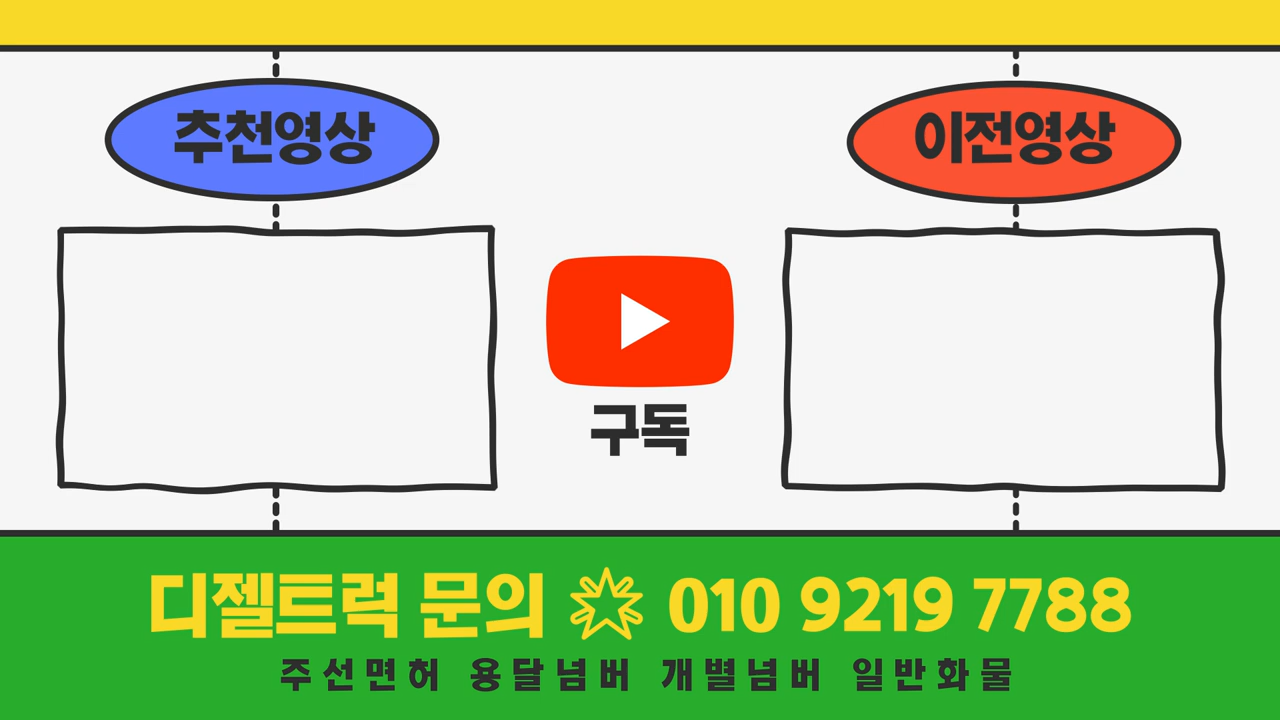 추천영상
이전영상
구독
디젤트럭 문의 010 9219 7788
주선면허 용달넘버 개별넘버 일반화물